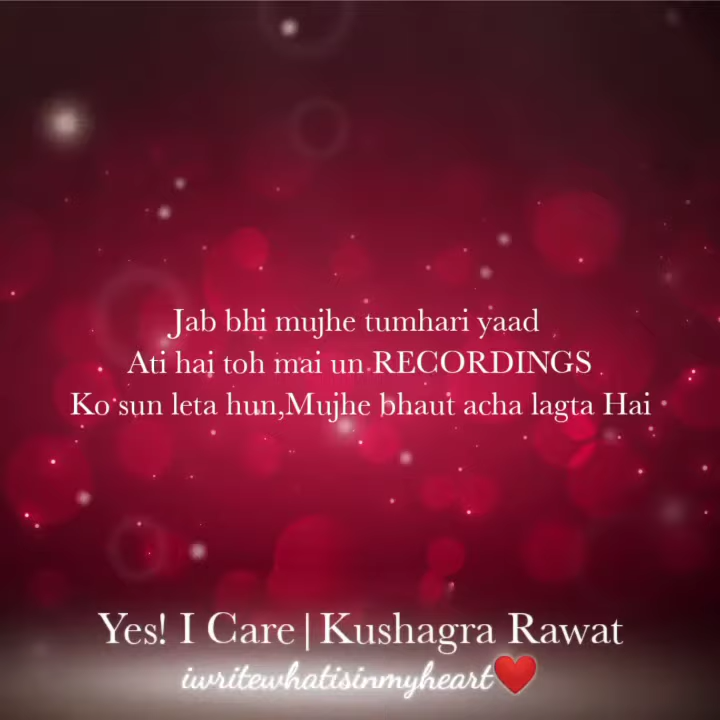 Jab bhi mujhe tumhari yaad
Ati hai toh mai un RECORDINGS
Ko sun leta hun,Mujhe bhaut acha lagta Hai
Yes! I Care | Kushagra Rawat
iwritewhatisinmyheart❤️